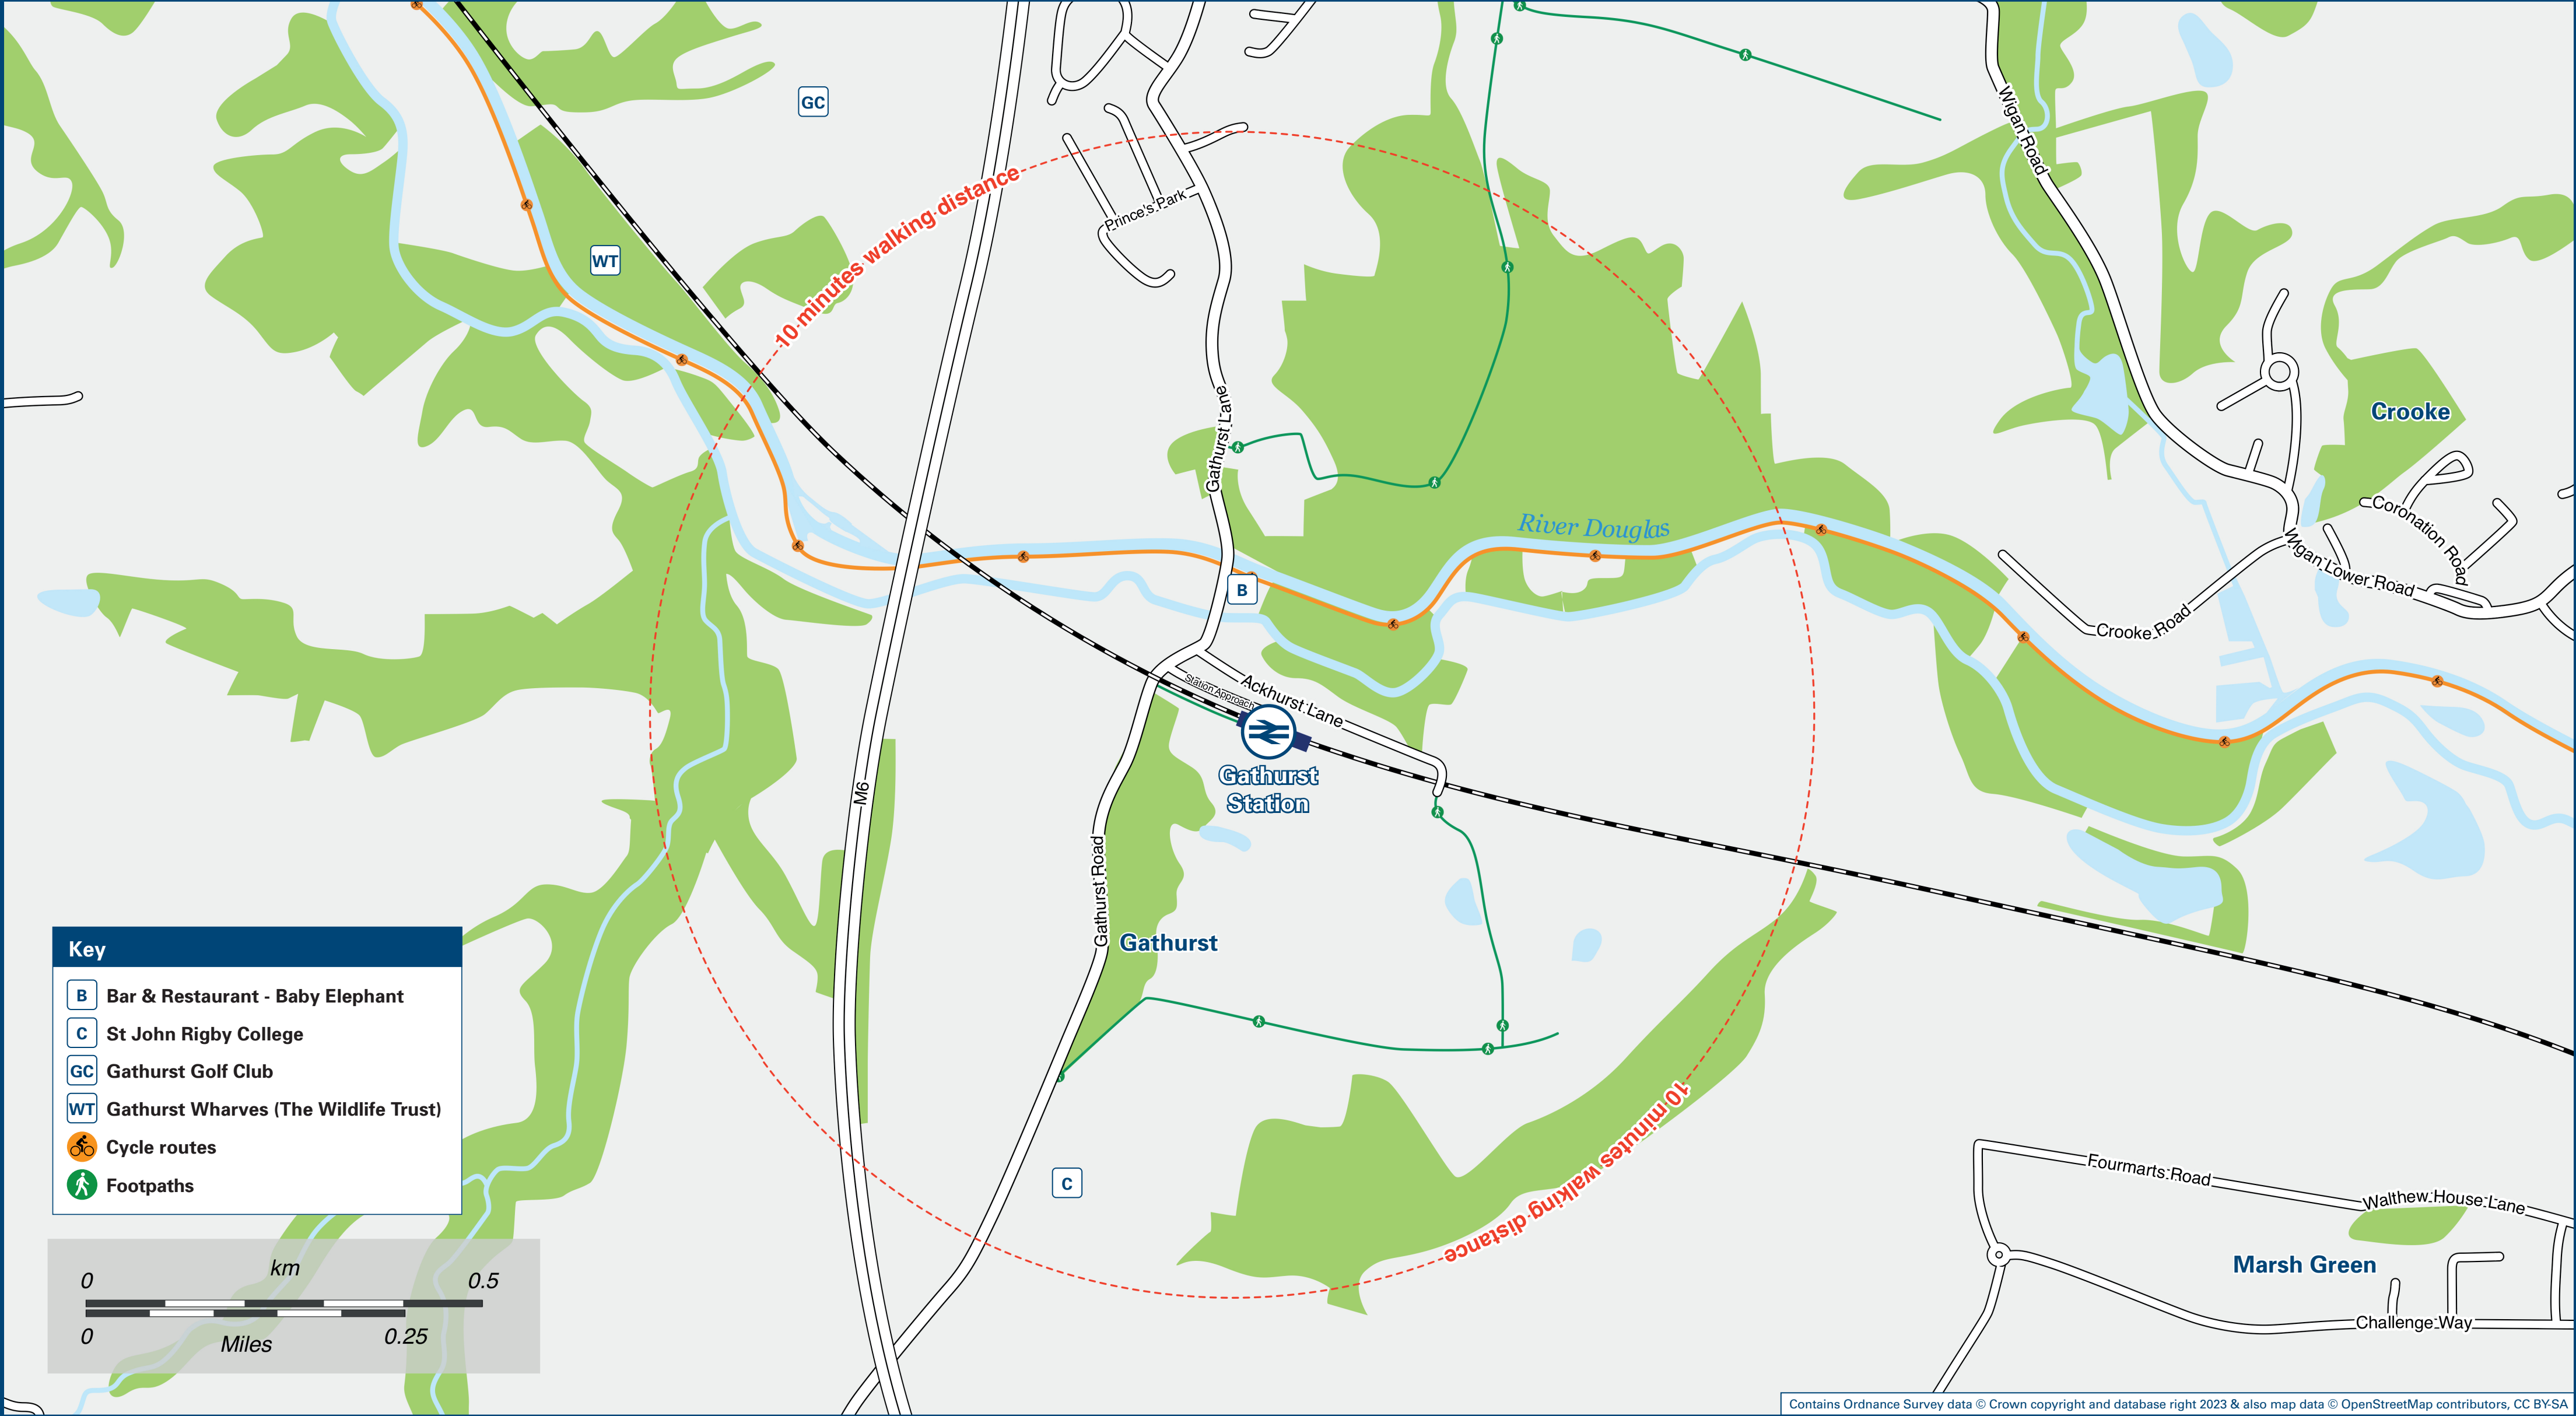 GC
Wigan Road
10 minutes walking distance
Prince's Park
WT
Gathurst Lane
Crooke
Coronation Road
River Douglas
Wigan Lower Road
B
Crooke Road
Station Approach
Ackhurst Lane
Gathurst
Station
M6
Gathurst Road
Gathurst
Key
B Bar & Restaurant - Baby Elephant
C St John Rigby College
GC Gathurst Golf Club
WT Gathurst Wharves (The Wildlife Trust)
Cycle routes
Footpaths
10 minutes walking distance
C
Fourmarts Road
Walthew House Lane
Marsh Green
Challenge Way
km
0 0.5
0 0.25
Miles
Contains Ordnance Survey data © Crown copyright and database right 2023 & also map data © OpenStreetMap contributors, CC BY-SA